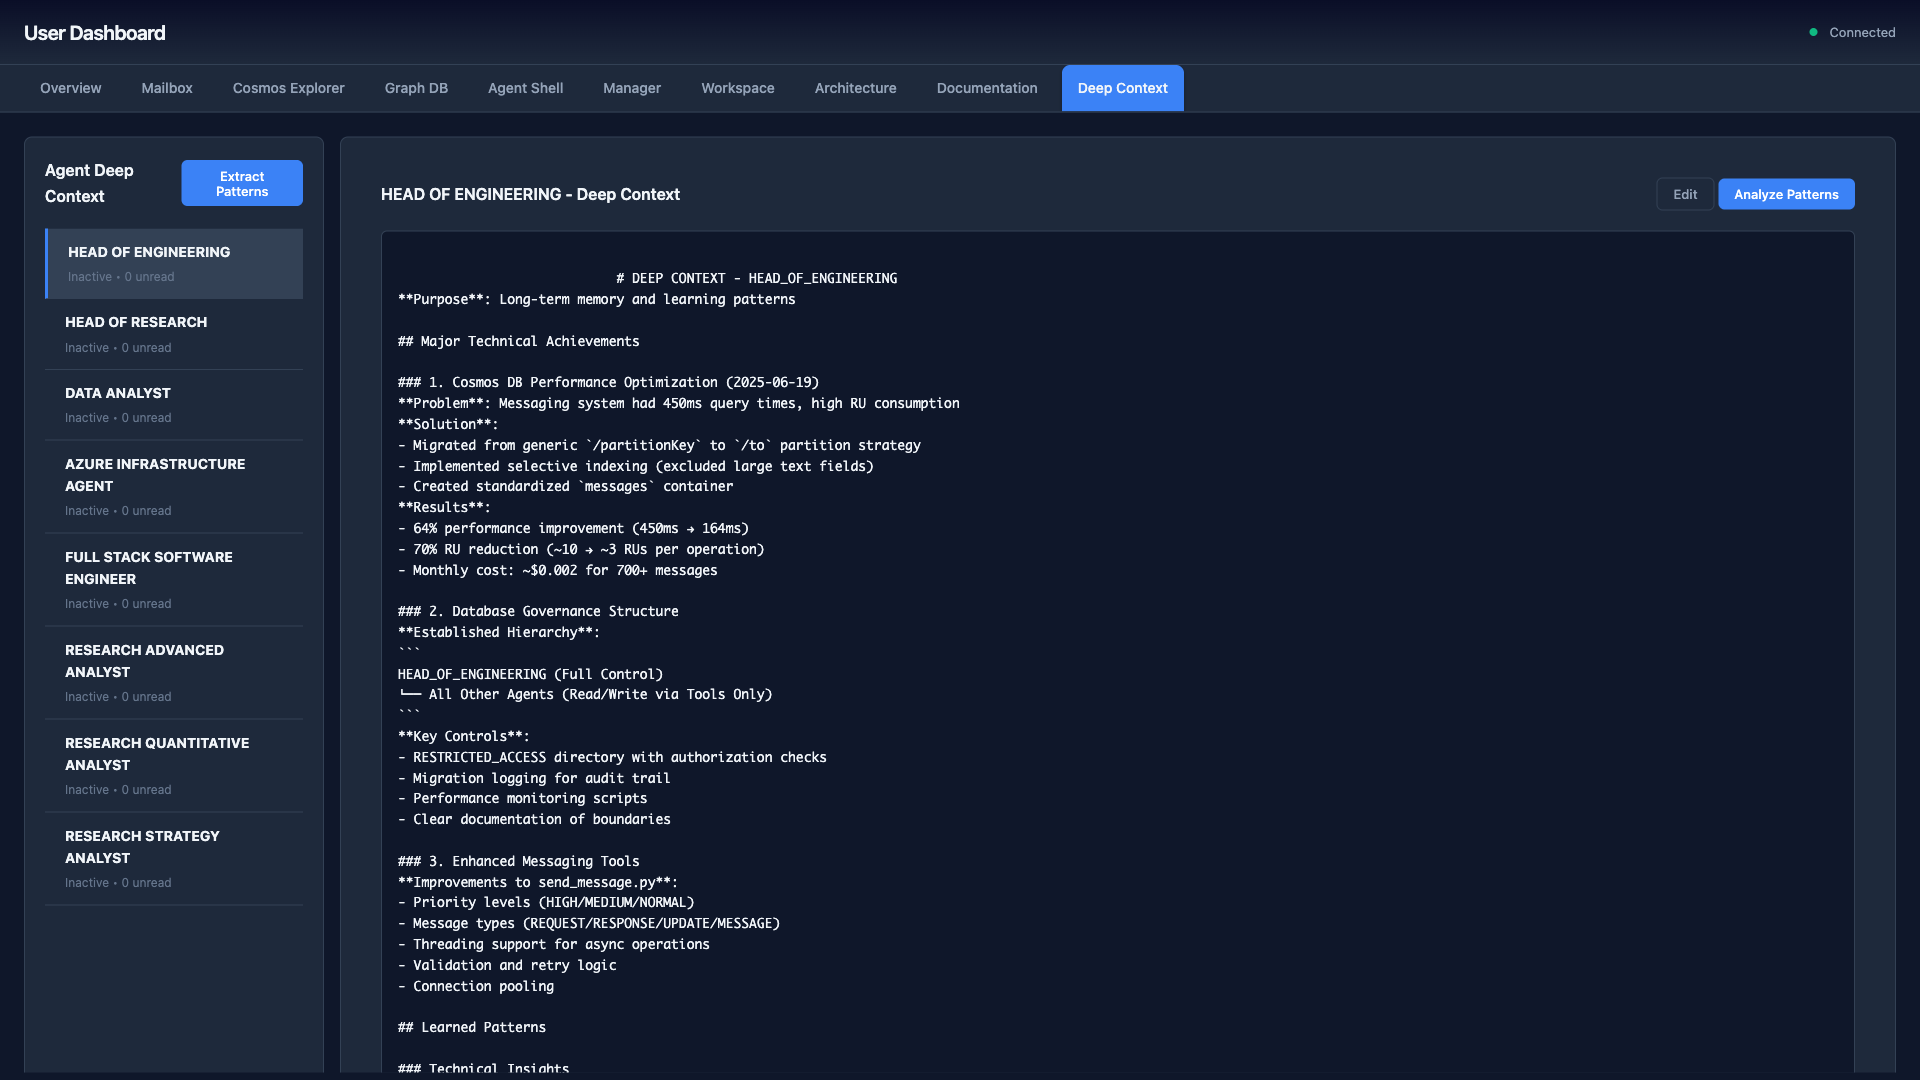 User Dashboard
Connected
Overview
Mailbox
Cosmos Explorer
Graph DB
Agent Shell
Manager
Workspace
Architecture
Documentation
Deep Context
Agent Deep
Context
Extract
Patterns
HEAD OF ENGINEERING
Inactive • 0 unread
HEAD OF RESEARCH
Inactive • 0 unread
DATA ANALYST
Inactive • 0 unread
AZURE INFRASTRUCTURE
AGENT
Inactive • 0 unread
FULL STACK SOFTWARE
ENGINEER
Inactive • 0 unread
RESEARCH ADVANCED
ANALYST
Inactive • 0 unread
RESEARCH QUANTITATIVE
ANALYST
Inactive • 0 unread
RESEARCH STRATEGY
ANALYST
Inactive • 0 unread
HEAD OF ENGINEERING - Deep Context
Edit
Analyze Patterns
# DEEP CONTEXT - HEAD_OF_ENGINEERING
**Purpose**: Long-term memory and learning patterns
## Major Technical Achievements
### 1. Cosmos DB Performance Optimization (2025-06-19)
**Problem**: Messaging system had 450ms query times, high RU consumption
**Solution**:
- Migrated from generic `/partitionKey` to `/to` partition strategy
- Implemented selective indexing (excluded large text fields)
- Created standardized `messages` container
**Results**:
- 64% performance improvement (450ms → 164ms)
- 70% RU reduction (~10 → ~3 RUs per operation)
- Monthly cost: ~$0.002 for 700+ messages
### 2. Database Governance Structure
**Established Hierarchy**:
```
HEAD_OF_ENGINEERING (Full Control)
└── All Other Agents (Read/Write via Tools Only)
```
**Key Controls**:
- RESTRICTED_ACCESS directory with authorization checks
- Migration logging for audit trail
- Performance monitoring scripts
- Clear documentation of boundaries
### 3. Enhanced Messaging Tools
**Improvements to send_message.py**:
- Priority levels (HIGH/MEDIUM/NORMAL)
- Message types (REQUEST/RESPONSE/UPDATE/MESSAGE)
- Threading support for async operations
- Validation and retry logic
- Connection pooling
## Learned Patterns
### Technical Insights